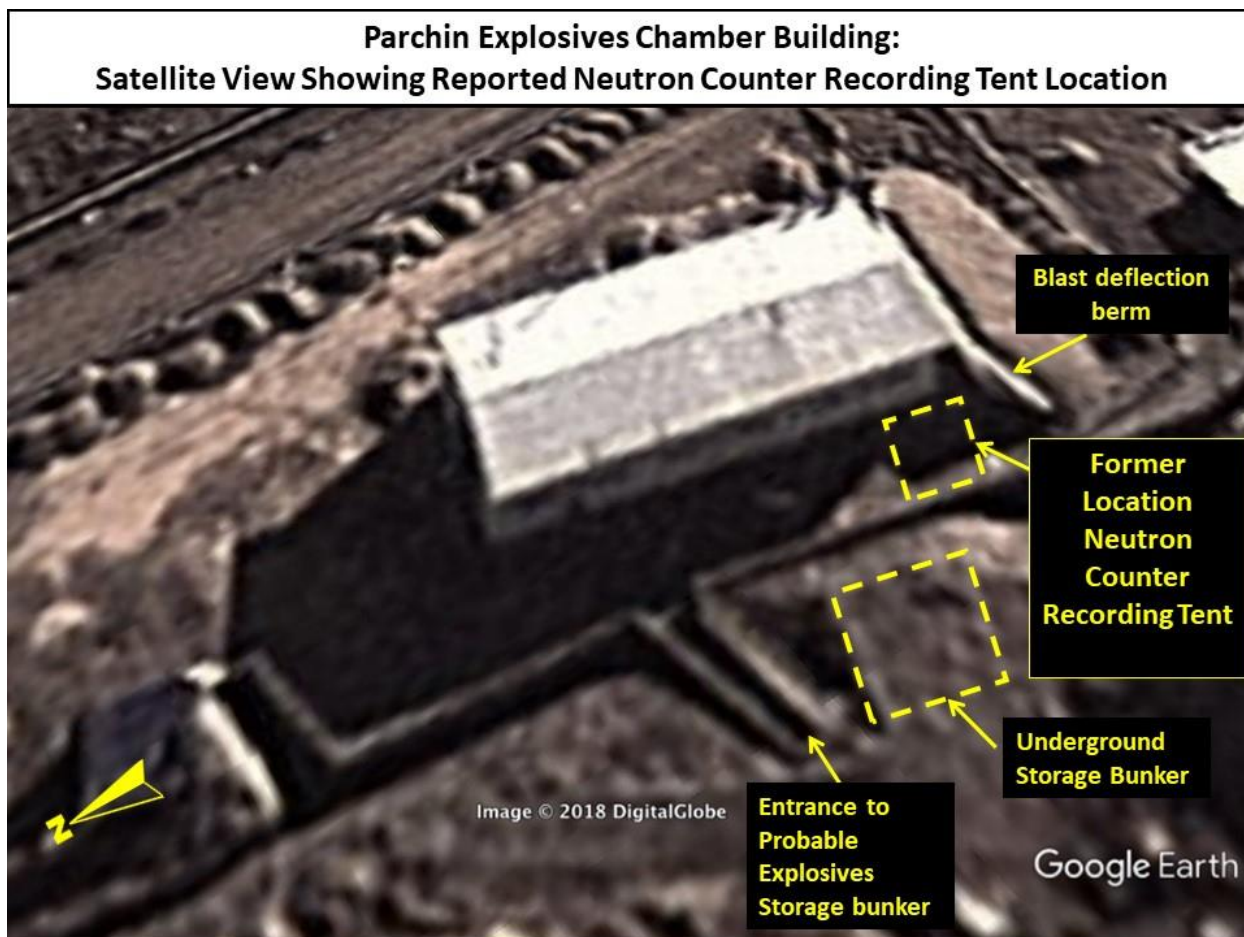 Parchin Explosives Chamber Building:
Satellite View Showing Reported Neutron Counter Recording Tent Location
Blast deflection
berm
Former
Location
Neutron
Counter
Recording Tent
Underground
Storage Bunker
Entrance to
Probable
Explosives
Storage bunker
N
Image © 2018 DigitalGlobe
Google Earth